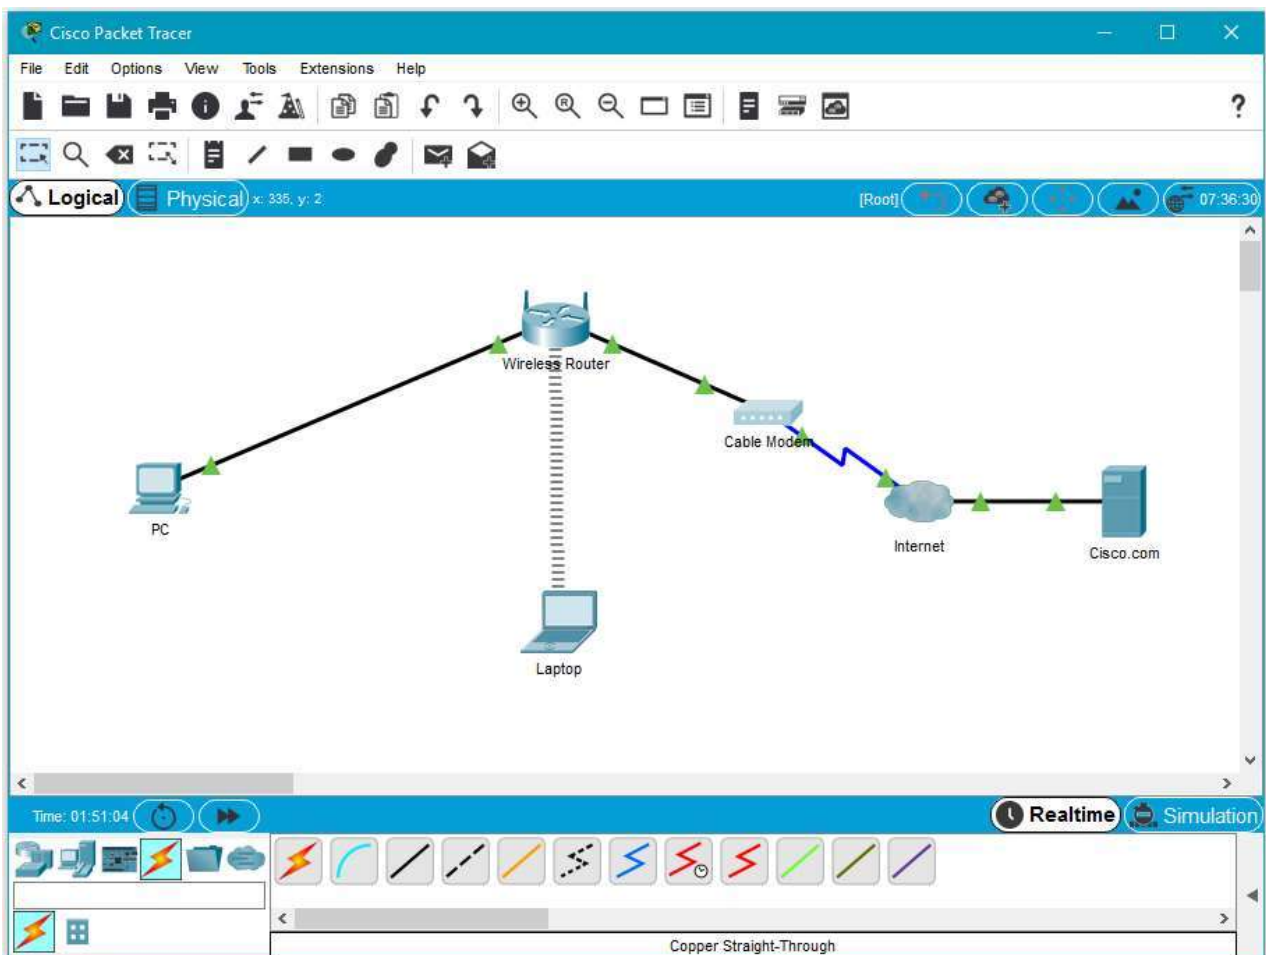 Cisco Packet Tracer
File Edit Options View Tools Extensions Help
R
?
Logical Physical x: 335, y: 2 [Root] 07:36:30
Wireless Router
Cable Modem
PC
Internet
Cisco.com
Laptop
Time: 01:51:04 Realtime Simulation
Copper Straight-Through